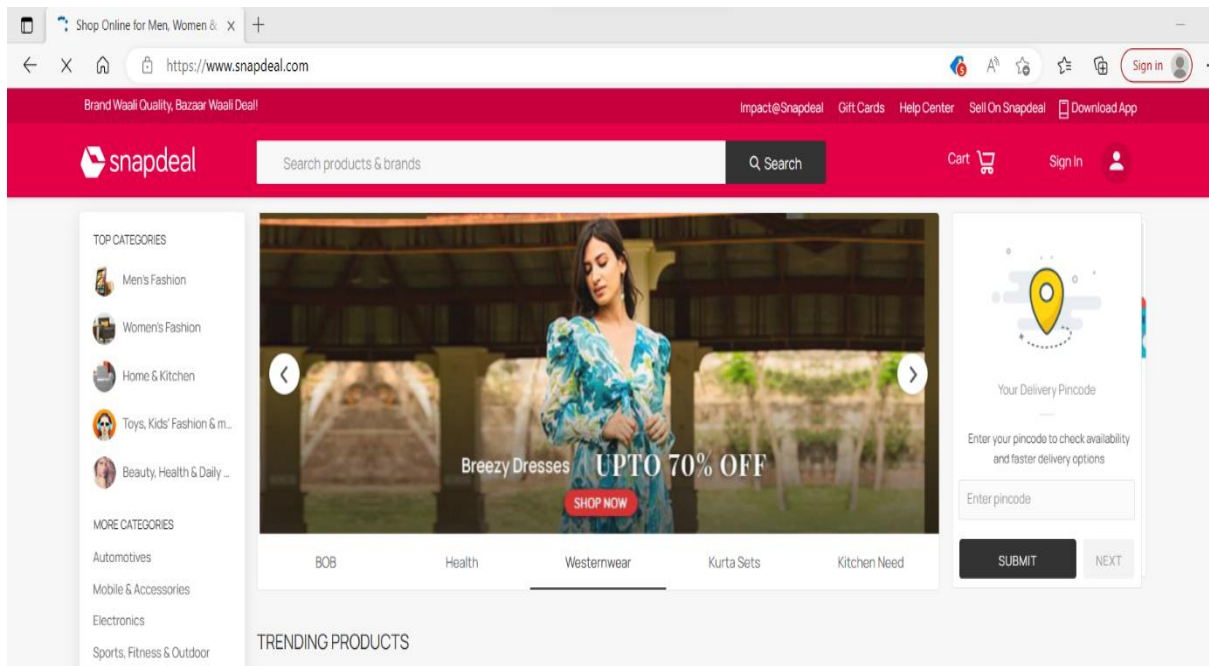 Shop Online for Men, Women &
https://www.snapdeal.com
5
A
Sign in
Brand Waali Quality, Bazaar Waali Deal!
Impact@Snapdeal Gift Cards Help Center Sell On Snapdeal Download App
snapdeal
Search products & brands
Search
Cart
Sign In
TOP CATEGORIES
Men's Fashion
Women's Fashion
Home & Kitchen
Toys, Kids' Fashion & m...
Beauty, Health & Daily ...
MORE CATEGORIES
Automotives
Mobile & Accessories
Electronics
Sports, Fitness & Outdoor
Breezy Dresses UPTO 70% OFF
SHOP NOW
BOB Health Westernwear Kurta Sets Kitchen Need
Your Delivery Pincode
Enter your pincode to check availability
and faster delivery options
Enter pincode
SUBMIT NEXT
TRENDING PRODUCTS